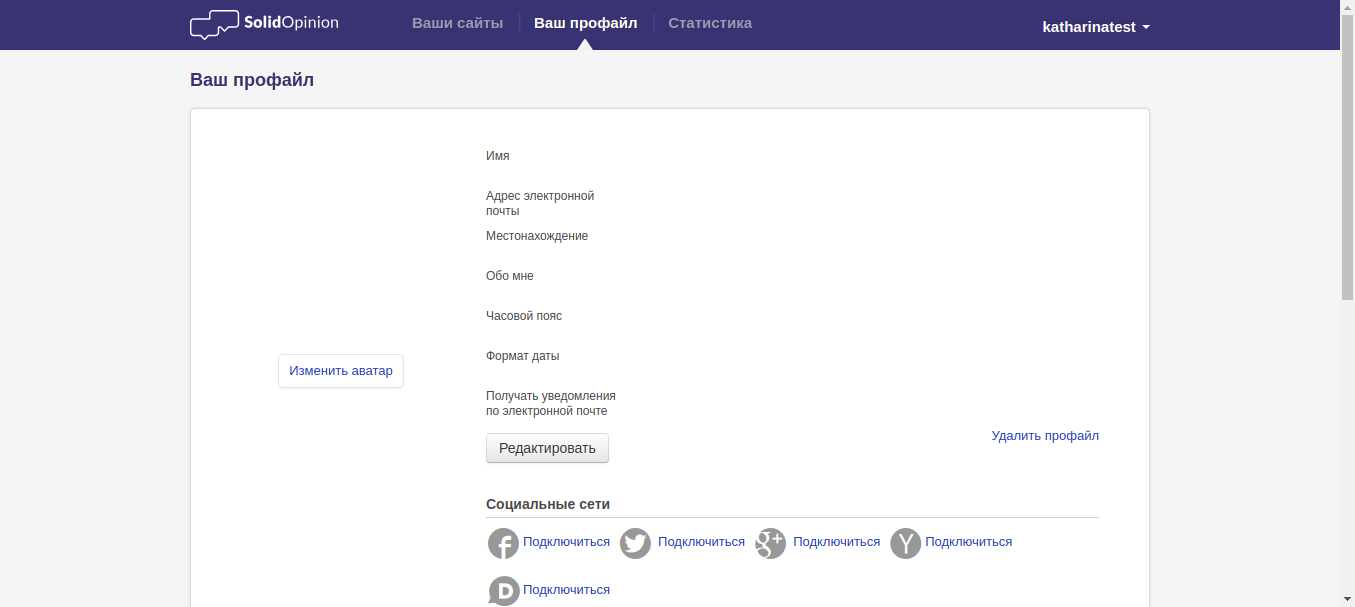 SolidOpinion
Ваши сайты
Ваш профиль
Статистика
katharinatest
Ваш профайл
Имя
Адрес электронной
почты
Местонахождение
Обо мне
Часовой пояс
Формат даты
Изменить аватар
Получать уведомления
по электронной почте
Удалить профайл
Редактировать
Социальные сети
Подключиться Подключиться Подключиться Подключиться
Подключиться